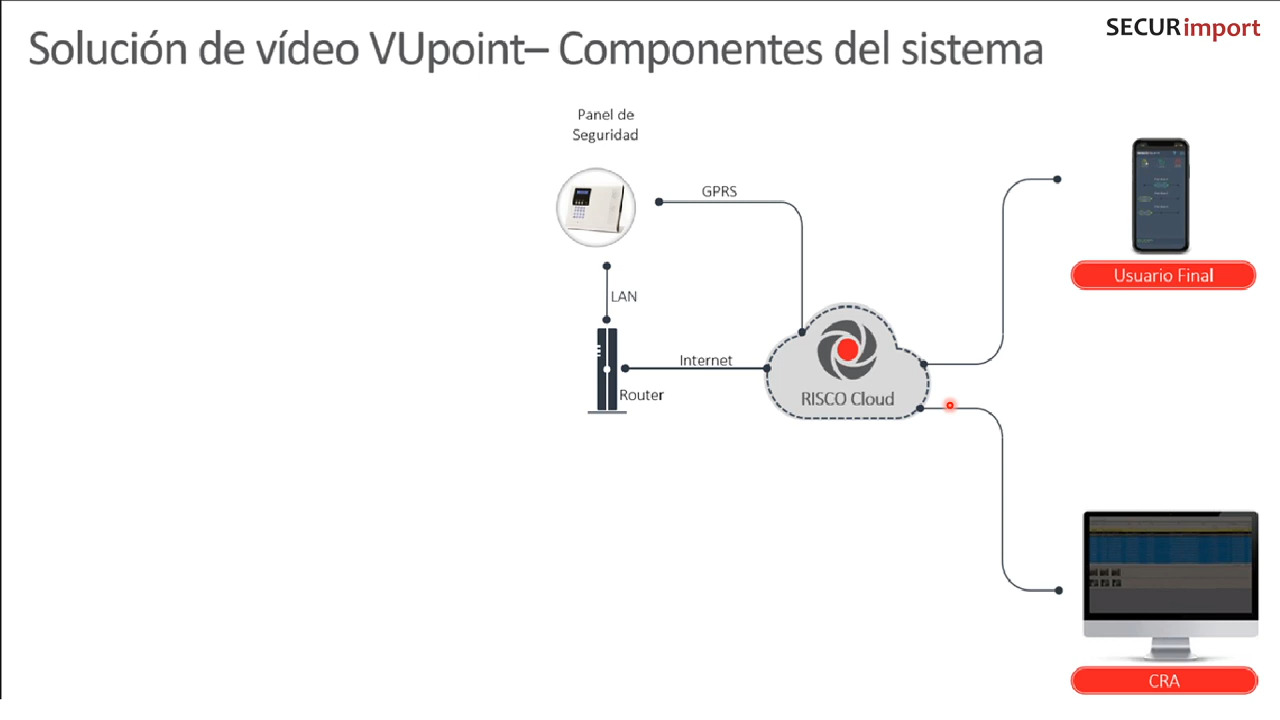 Solución de vídeo VUpoint– Componentes del sistema
SECURimport
Panel de
Seguridad
GPRS
LAN
Internet
Router
RISCO Cloud
Usuario Final
CRA